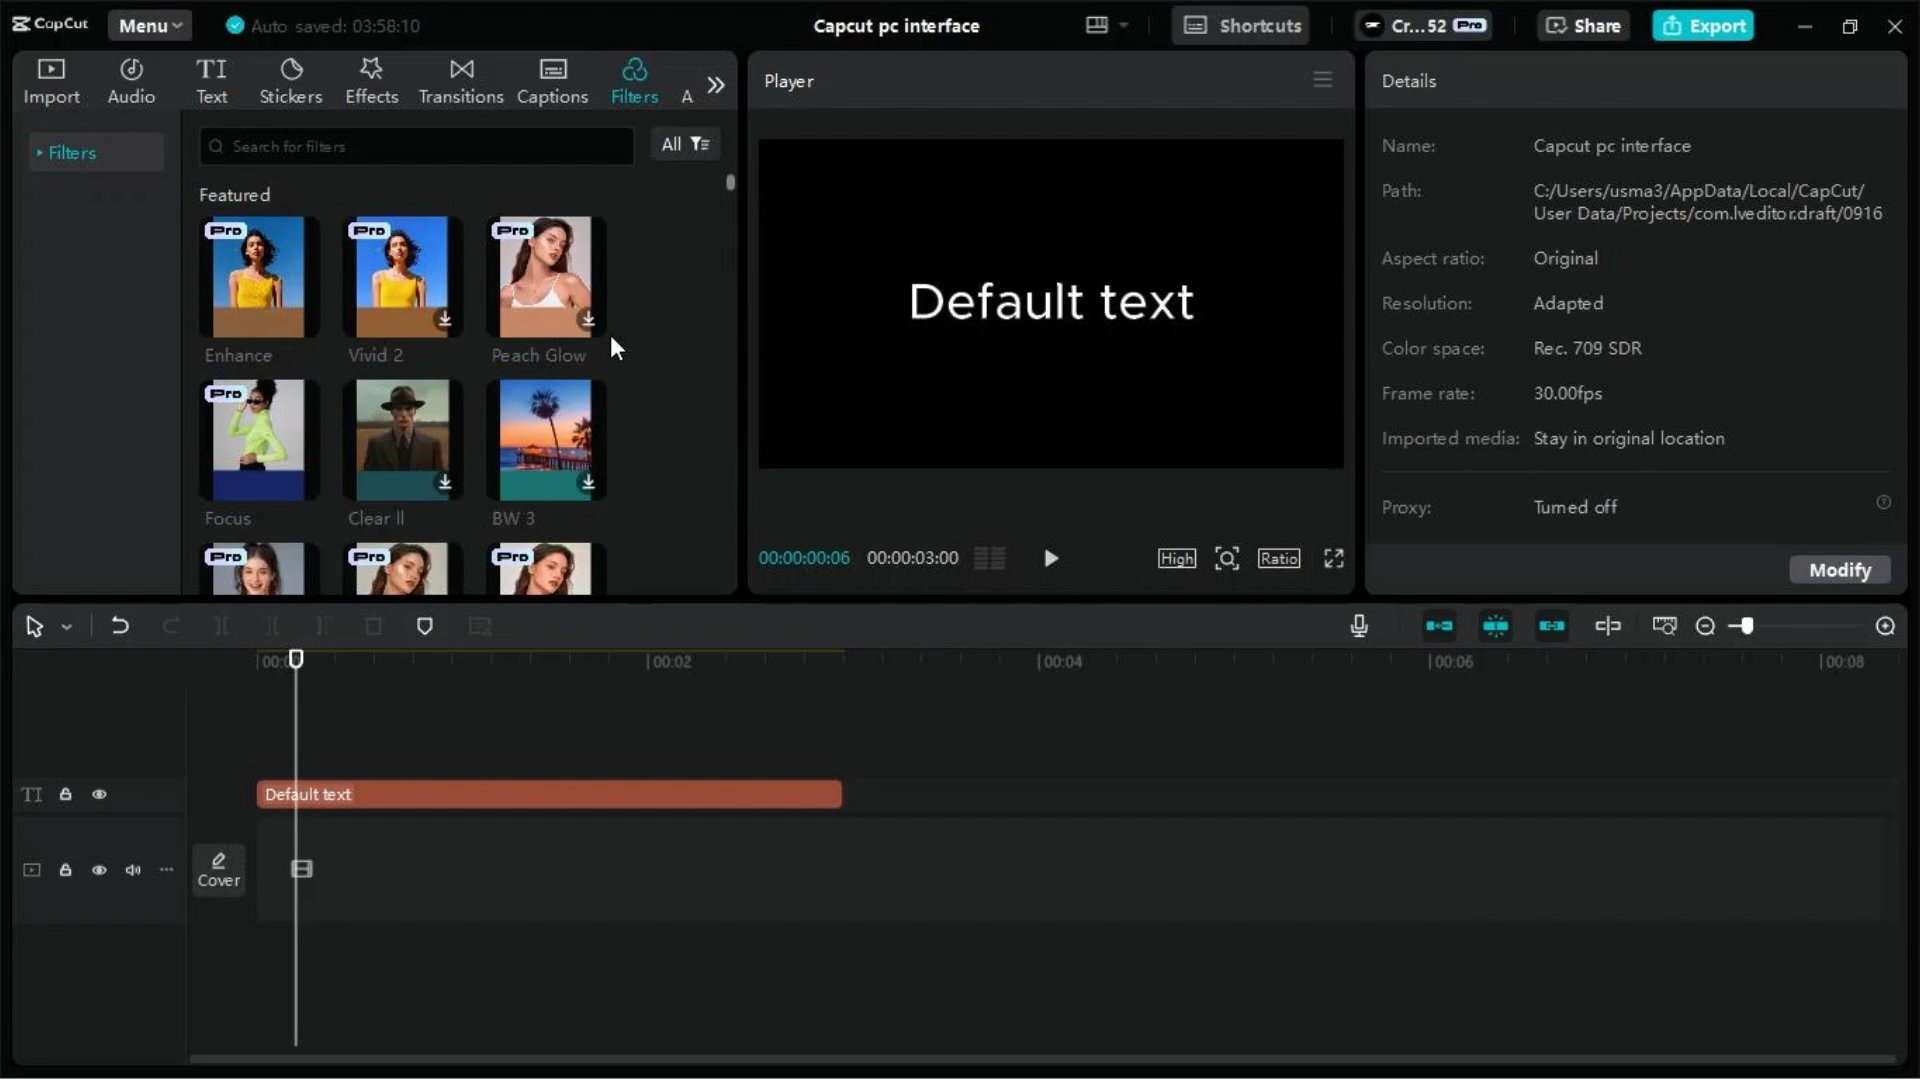 CapCut
Menu
Auto saved: 03:58:10
Capcut pc interface
Shortcuts
Cr...52 Pro
Share
Export
Import
Audio
TI
Text
Stickers
Effects
Transitions
Captions
Filters
A
Filters
Search for filters
All
Featured
Pro
Pro
Pro
Enhance
Vivid 2
Peach Glow
Pro
Focus
Clear ll
BW 3
Pro
Pro
Pro
Player
Default text
00:00:00:06
00:00:03:00
High
Ratio
Details
Name: Capcut pc interface
Path: C:/Users/usma3/AppData/Local/CapCut/
User Data/Projects/com.lveditor.draft/0916
Aspect ratio: Original
Resolution: Adapted
Color space: Rec. 709 SDR
Frame rate: 30.00fps
Imported media: Stay in original location
Proxy: Turned off
Modify
00:0
00:02
00:04
00:06
00:08
TI
Default text
Cover